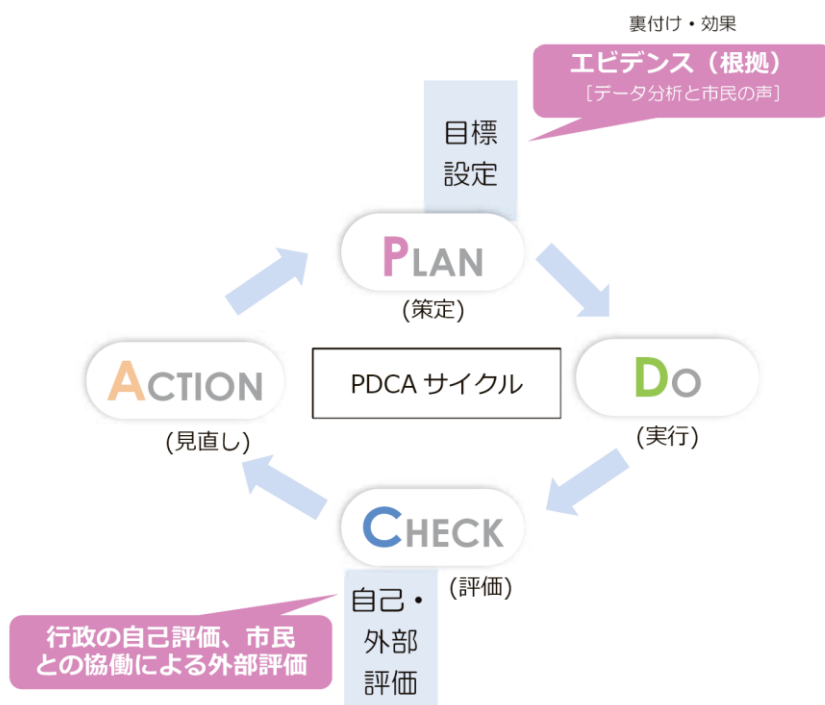 裏付け・効果
エビデンス（根拠）
［データ分析と市民の声］
目標
設定
PLAN
(策定)
ACTION
(見直し)
PDCA サイクル
DO
(実行)
CHECK
(評価)
自己・
外部
評価
行政の自己評価、市民
との協働による外部評価